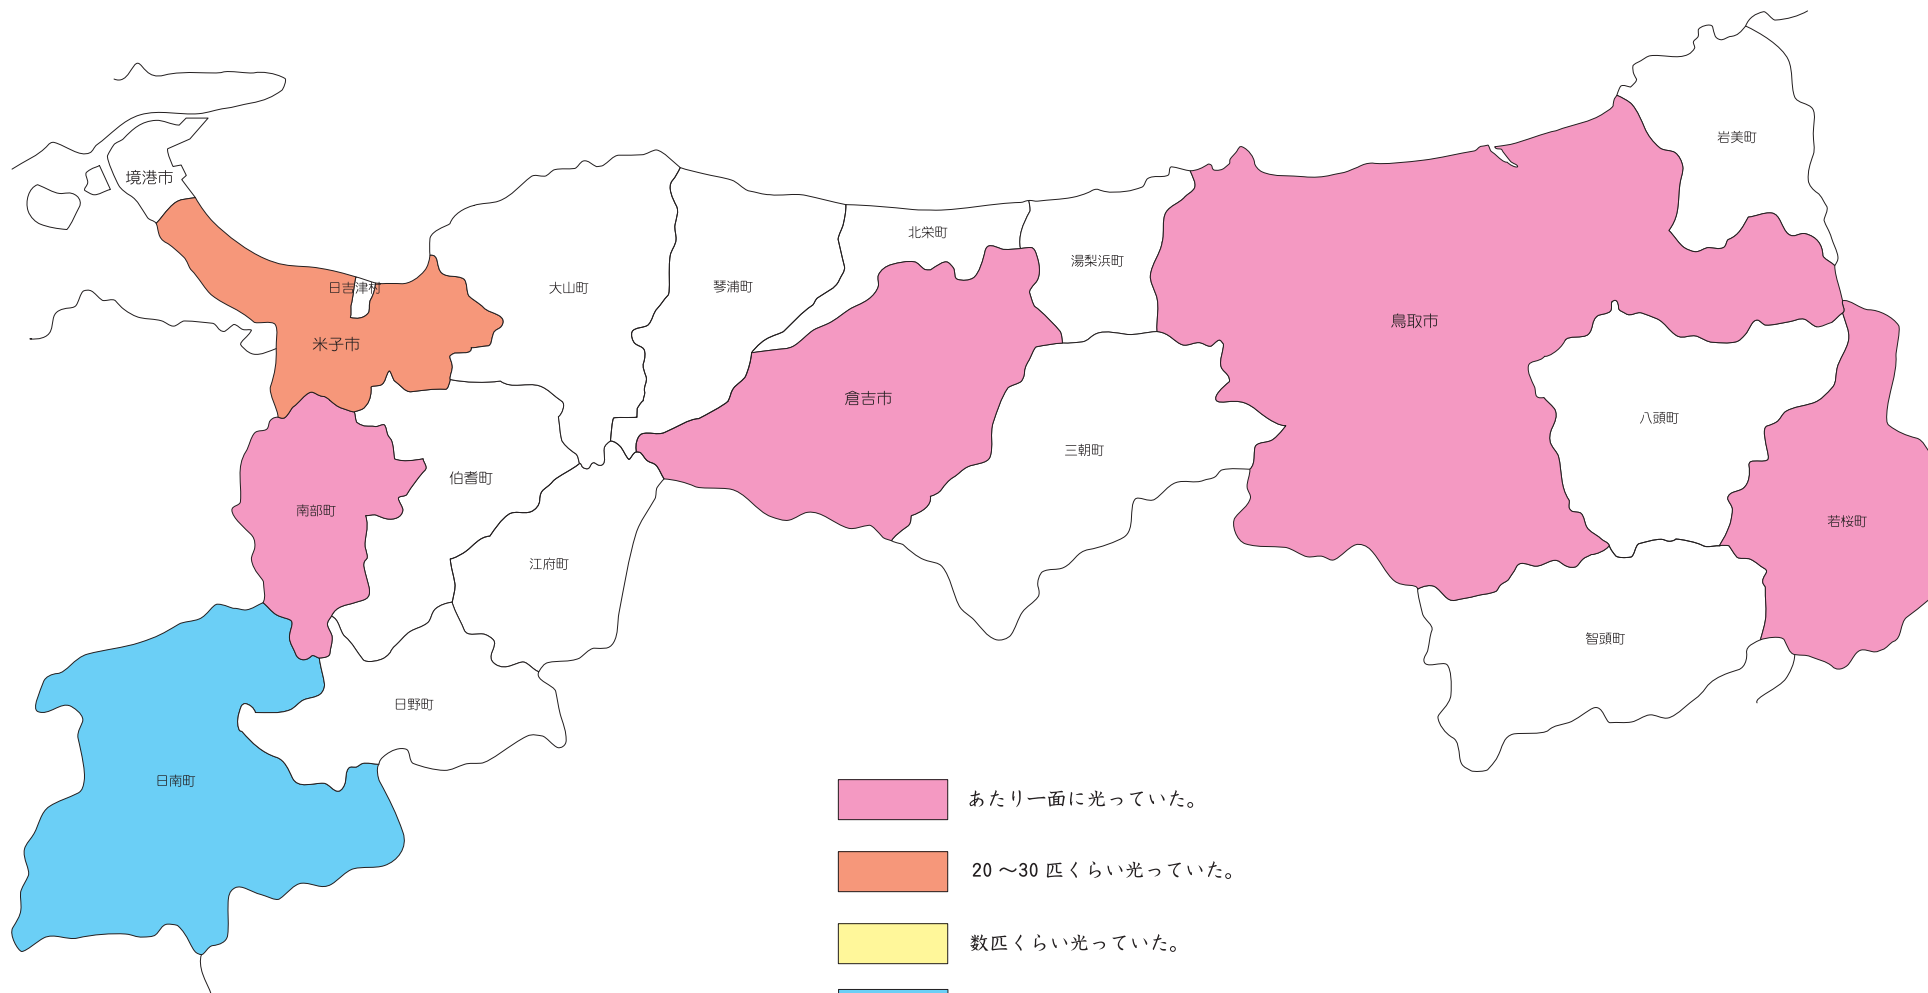 岩美町
境港市
北栄町
湯梨浜町
日吉津村
大山町
琴浦町
鳥取市
米子市
倉吉市
八頭町
三朝町
伯耆町
南部町
若桜町
江府町
智頭町
日野町
日南町
あたり一面に光っていた。
20〜30匹くらい光っていた。
数匹くらい光っていた。